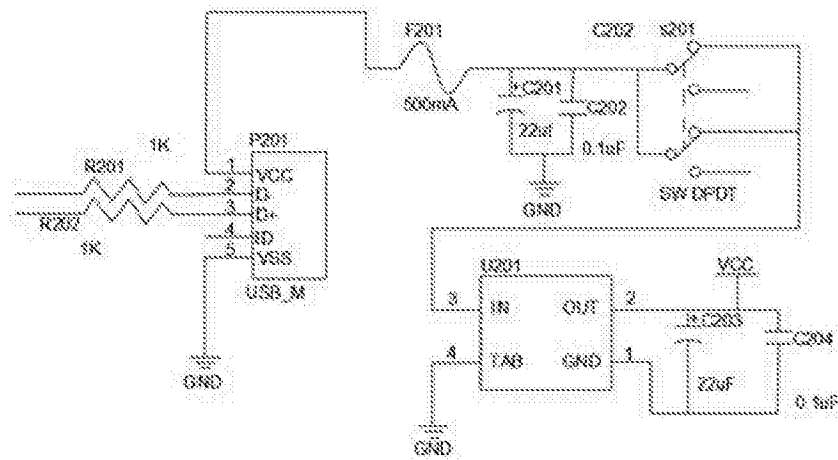 F201
C202
s201
500mA
+C201
22uf
C202
0.1uF
GND
SW DPDT
1K
R201
R202
1K
P201
1
VCC
2
D-
3
D+
4
ID
5
VSS
USB_M
GND
U201
3
IN
OUT
2
4
TAB
GND
1
GND
VCC
+C203
C204
22uF
0.1uF